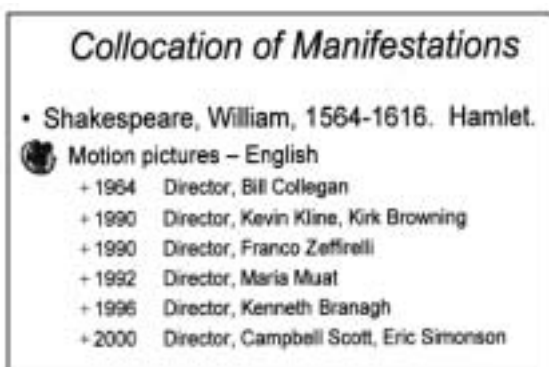 Collocation of Manifestations
• Shakespeare, William, 1564-1616. Hamlet.
Motion pictures – English
+ 1964 Director, Bill Collegan
+ 1990 Director, Kevin Kline, Kirk Browning
+ 1990 Director, Franco Zeffirelli
+ 1992 Director, Maria Muat
+ 1996 Director, Kenneth Branagh
+ 2000 Director, Campbell Scott, Eric Simonson